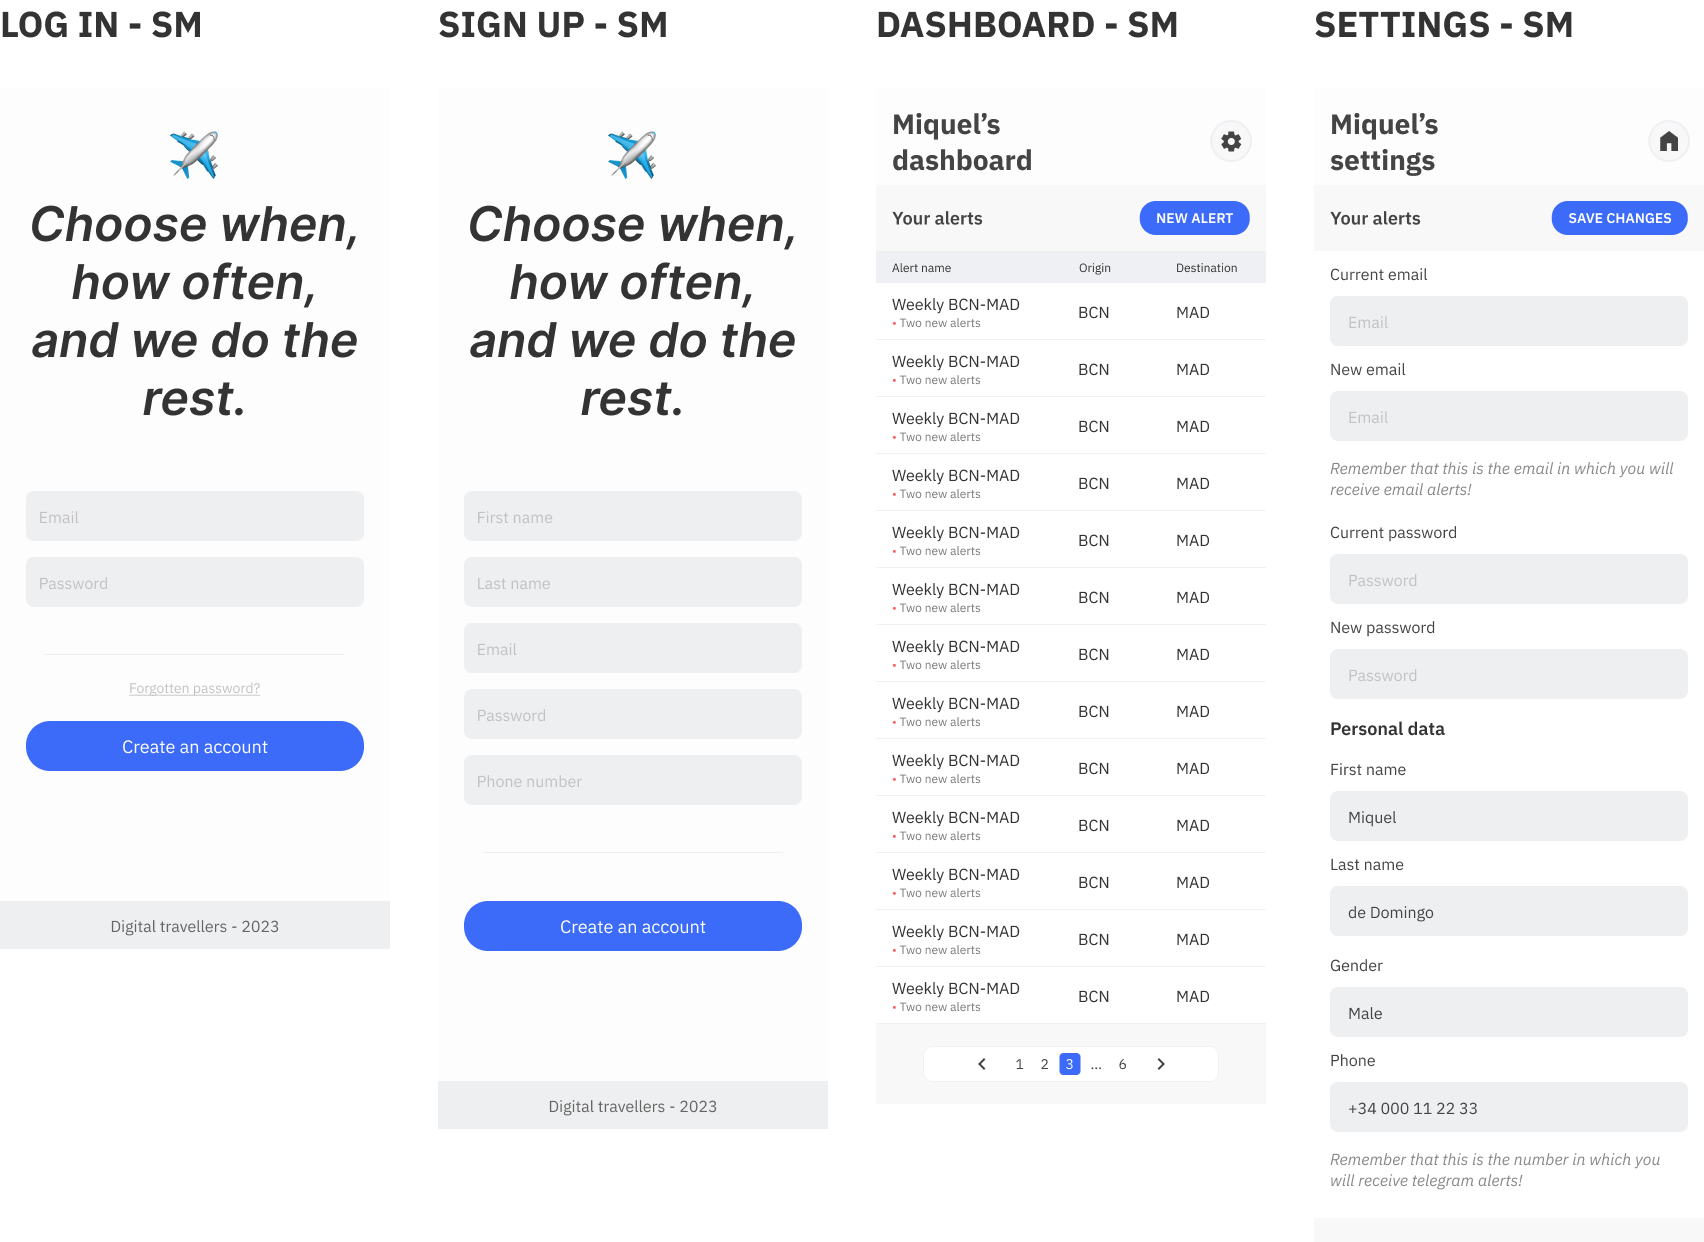 LOG IN - SM
Choose when,
how often,
and we do the
rest.
Email
Password
Forgotten password?
Create an account
Digital travellers - 2023
SIGN UP - SM
Choose when,
how often,
and we do the
rest.
First name
Last name
Email
Password
Phone number
Create an account
Digital travellers - 2023
DASHBOARD - SM
Miquel’s
dashboard
Your alerts NEW ALERT
Alert name Origin Destination
Weekly BCN-MAD BCN MAD
• Two new alerts
Weekly BCN-MAD BCN MAD
• Two new alerts
Weekly BCN-MAD BCN MAD
• Two new alerts
Weekly BCN-MAD BCN MAD
• Two new alerts
Weekly BCN-MAD BCN MAD
• Two new alerts
Weekly BCN-MAD BCN MAD
• Two new alerts
Weekly BCN-MAD BCN MAD
• Two new alerts
Weekly BCN-MAD BCN MAD
• Two new alerts
Weekly BCN-MAD BCN MAD
• Two new alerts
Weekly BCN-MAD BCN MAD
• Two new alerts
Weekly BCN-MAD BCN MAD
• Two new alerts
Weekly BCN-MAD BCN MAD
• Two new alerts
Weekly BCN-MAD BCN MAD
• Two new alerts
1 2 3 ... 6
SETTINGS - SM
Miquel’s
settings
Your alerts SAVE CHANGES
Current email
Email
New email
Email
Remember that this is the email in which you will
receive email alerts!
Current password
Password
New password
Password
Personal data
First name
Miquel
Last name
de Domingo
Gender
Male
Phone
+34 000 11 22 33
Remember that this is the number in which you
will receive telegram alerts!